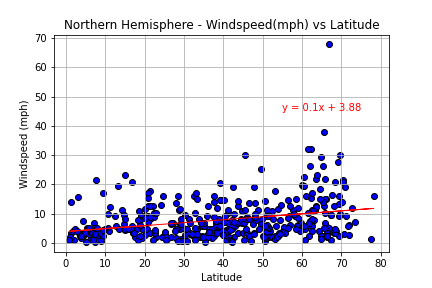 Northern Hemisphere - Windspeed(mph) vs Latitude
70
60
50
40
30
20
10
0
Windspeed (mph)
y = 0.1x + 3.88
0 10 20 30 40 50 60 70 80
Latitude